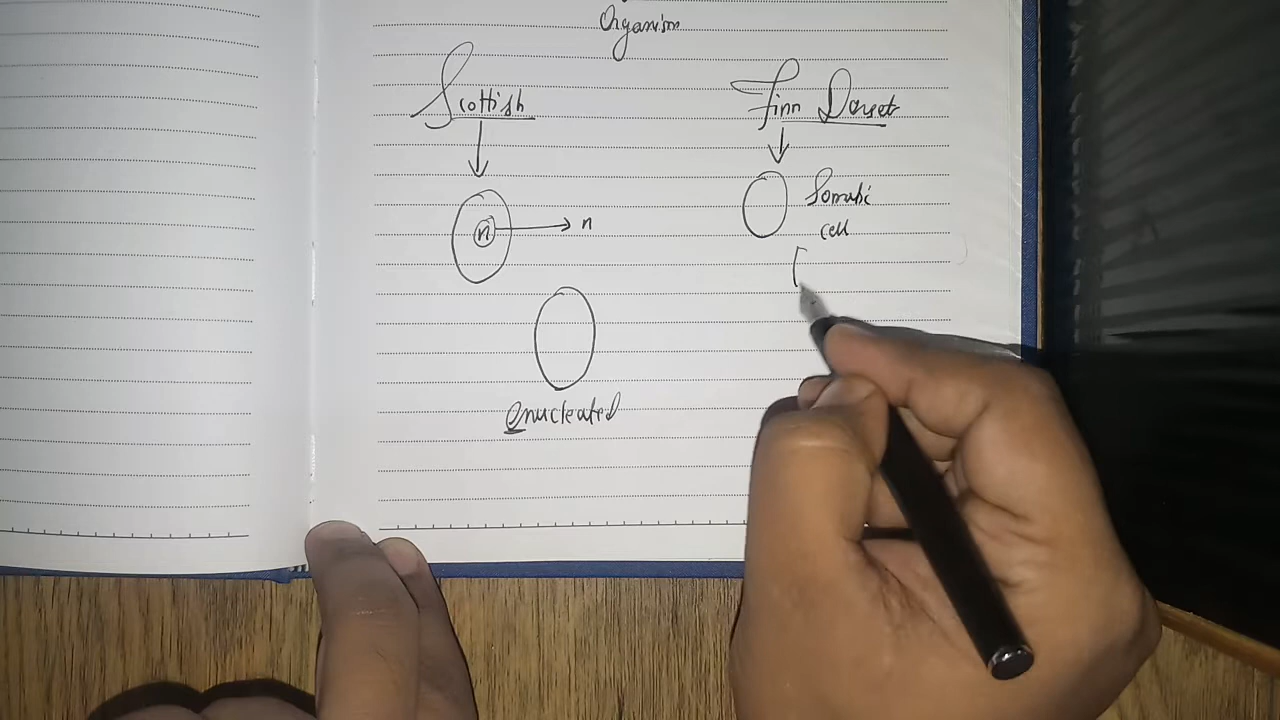 Organism
Scottish
Finn Dorset
n
n
Somatic
cell
enucleated